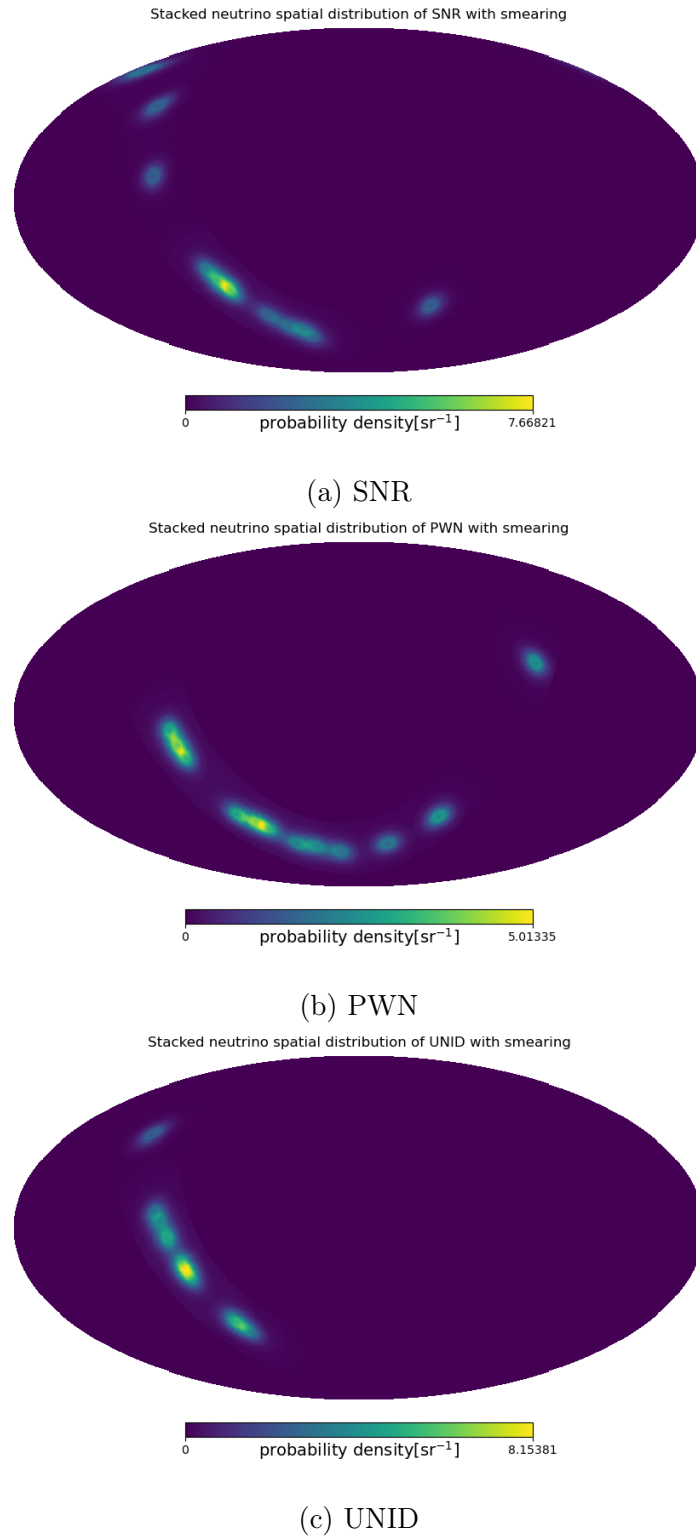 Stacked neutrino spatial distribution of SNR with smearing
0 7.66821
probability density[sr⁻¹]
(a) SNR
Stacked neutrino spatial distribution of PWN with smearing
0 5.01335
probability density[sr⁻¹]
(b) PWN
Stacked neutrino spatial distribution of UNID with smearing
0 8.15381
probability density[sr⁻¹]
(c) UNID